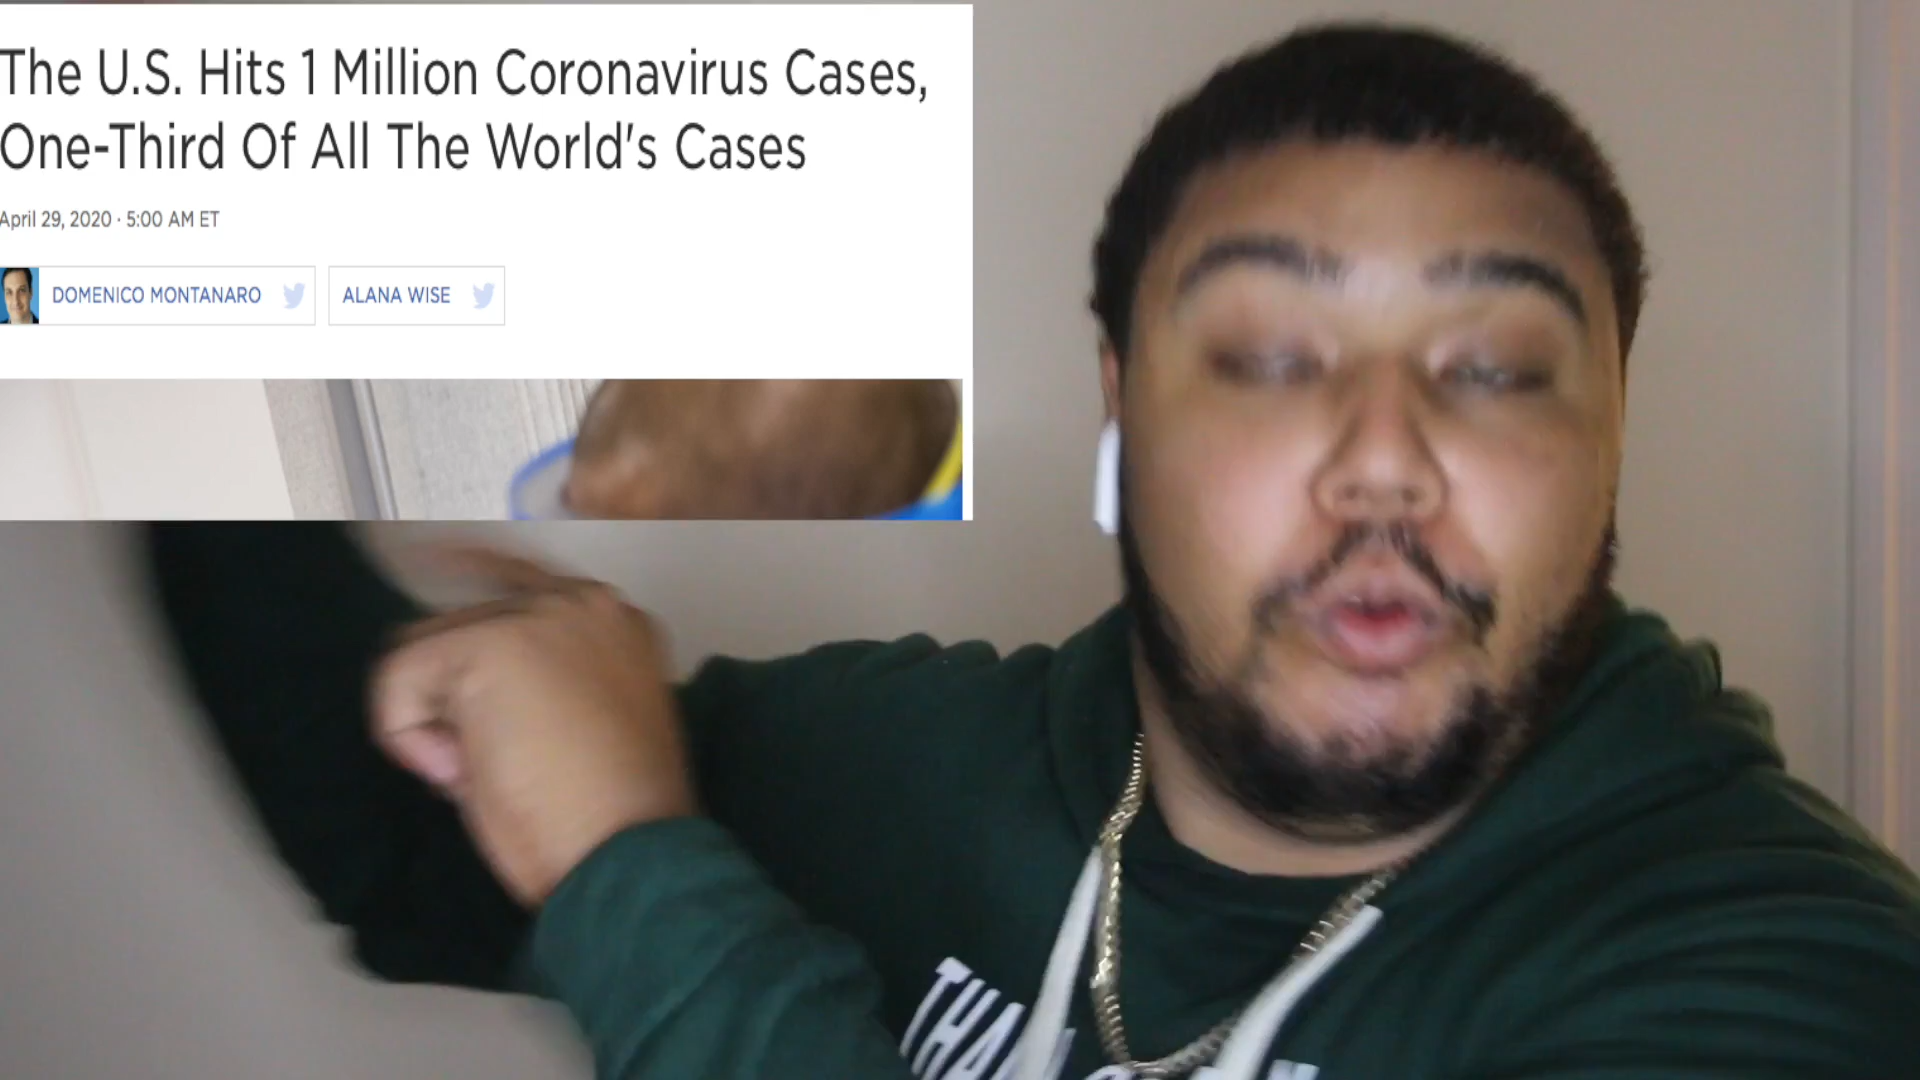 The U.S. Hits 1 Million Coronavirus Cases,
One-Third Of All The World's Cases
April 29, 2020 · 5:00 AM ET
DOMENICO MONTANARO
ALANA WISE